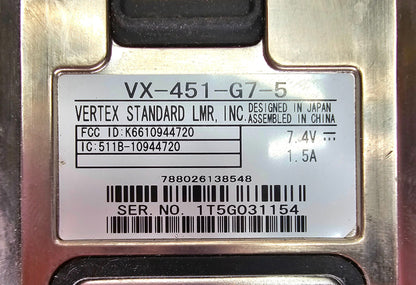 VX-451-G7-5
VERTEX STANDARD LMR, INC. DESIGNED IN JAPAN
ASSEMBLED IN CHINA
FCC ID:K6610944720
IC:511B-10944720
7.4V⎓
1.5A
788026138548
SER.NO. 1T5G031154